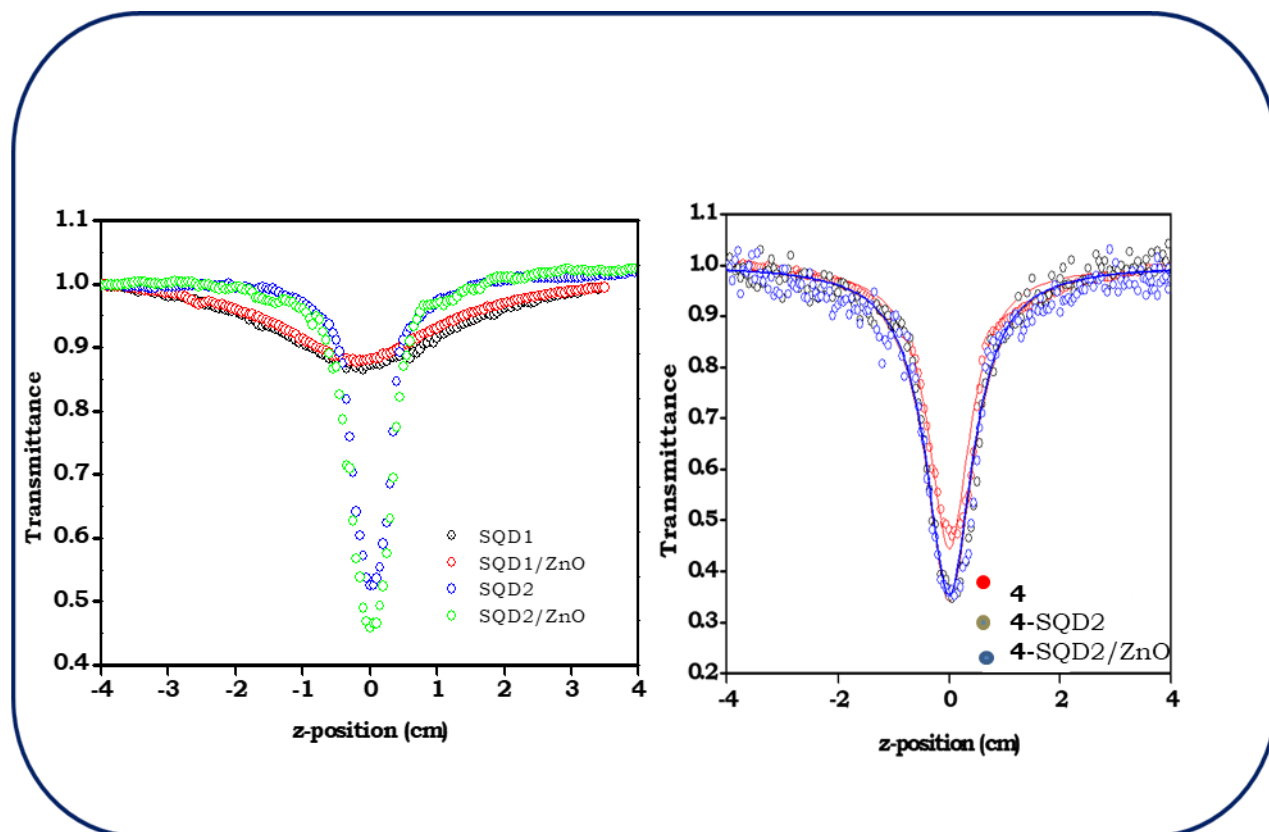 1.1
1.0
0.9
0.8
0.7
0.6
0.5
0.4
Transmittance
-4 -3 -2 -1 0 1 2 3 4
z-position (cm)
SQD1
SQD1/ZnO
SQD2
SQD2/ZnO
1.1
1.0
0.9
0.8
0.7
0.6
0.5
0.4
0.3
0.2
Transmittance
-4 -2 0 2 4
z-position (cm)
4
4-SQD2
4-SQD2/ZnO